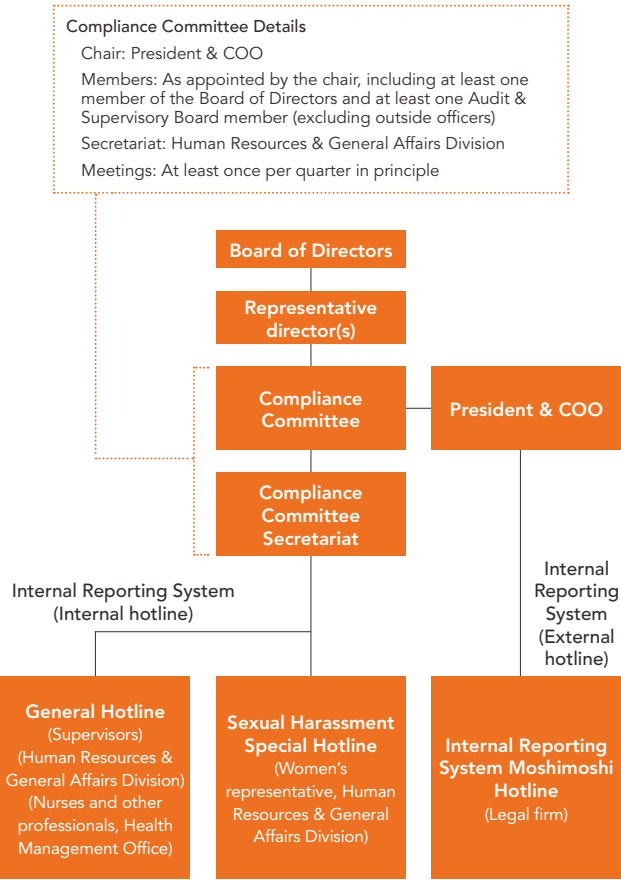 Compliance Committee Details
Chair: President & COO
Members: As appointed by the chair, including at least one
member of the Board of Directors and at least one Audit &
Supervisory Board member (excluding outside officers)
Secretariat: Human Resources & General Affairs Division
Meetings: At least once per quarter in principle
Board of Directors
Representative
director(s)
Compliance
Committee
President & COO
Compliance
Committee
Secretariat
Internal Reporting System
(Internal hotline)
Internal
Reporting
System
(External
hotline)
General Hotline
(Supervisors)
(Human Resources &
General Affairs Division)
(Nurses and other
professionals, Health
Management Office)
Sexual Harassment
Special Hotline
(Women’s
representative, Human
Resources & General
Affairs Division)
Internal Reporting
System Moshimoshi
Hotline
(Legal firm)